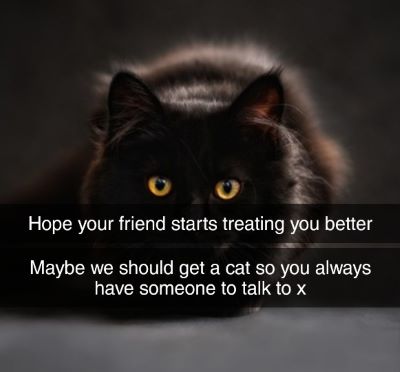 Hope your friend starts treating you better
Maybe we should get a cat so you always
have someone to talk to x